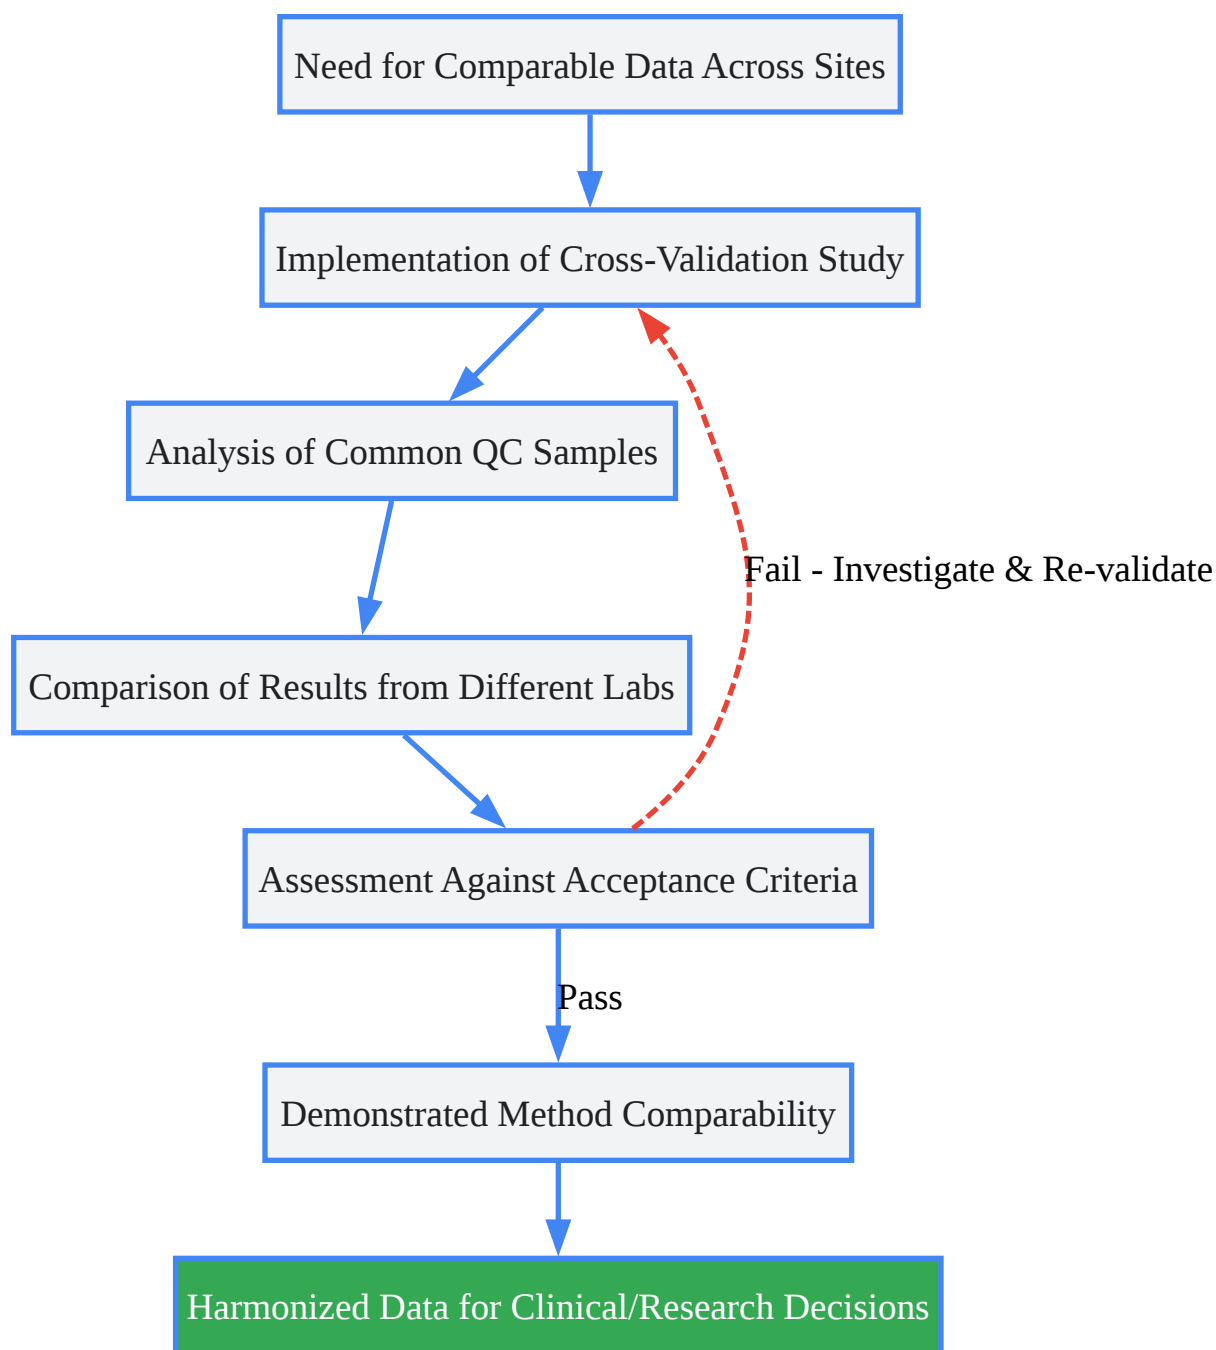 Need for Comparable Data Across Sites
Implementation of Cross-Validation Study
Analysis of Common QC Samples
Fail - Investigate & Re-validate
Comparison of Results from Different Labs
Assessment Against Acceptance Criteria
Pass
Demonstrated Method Comparability
Harmonized Data for Clinical/Research Decisions